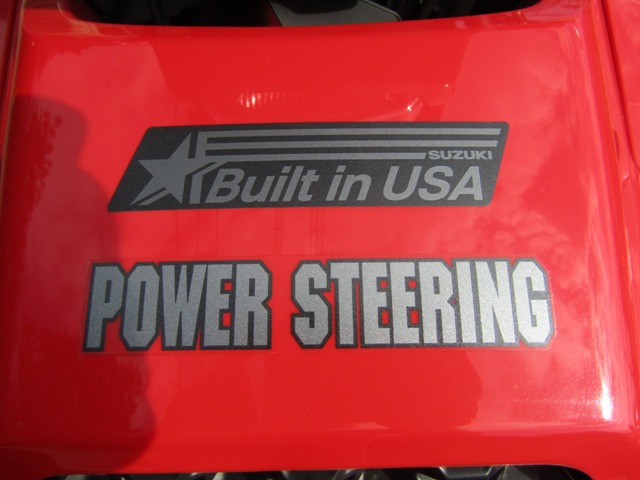 SUZUKI
Built in USA
POWER STEERING